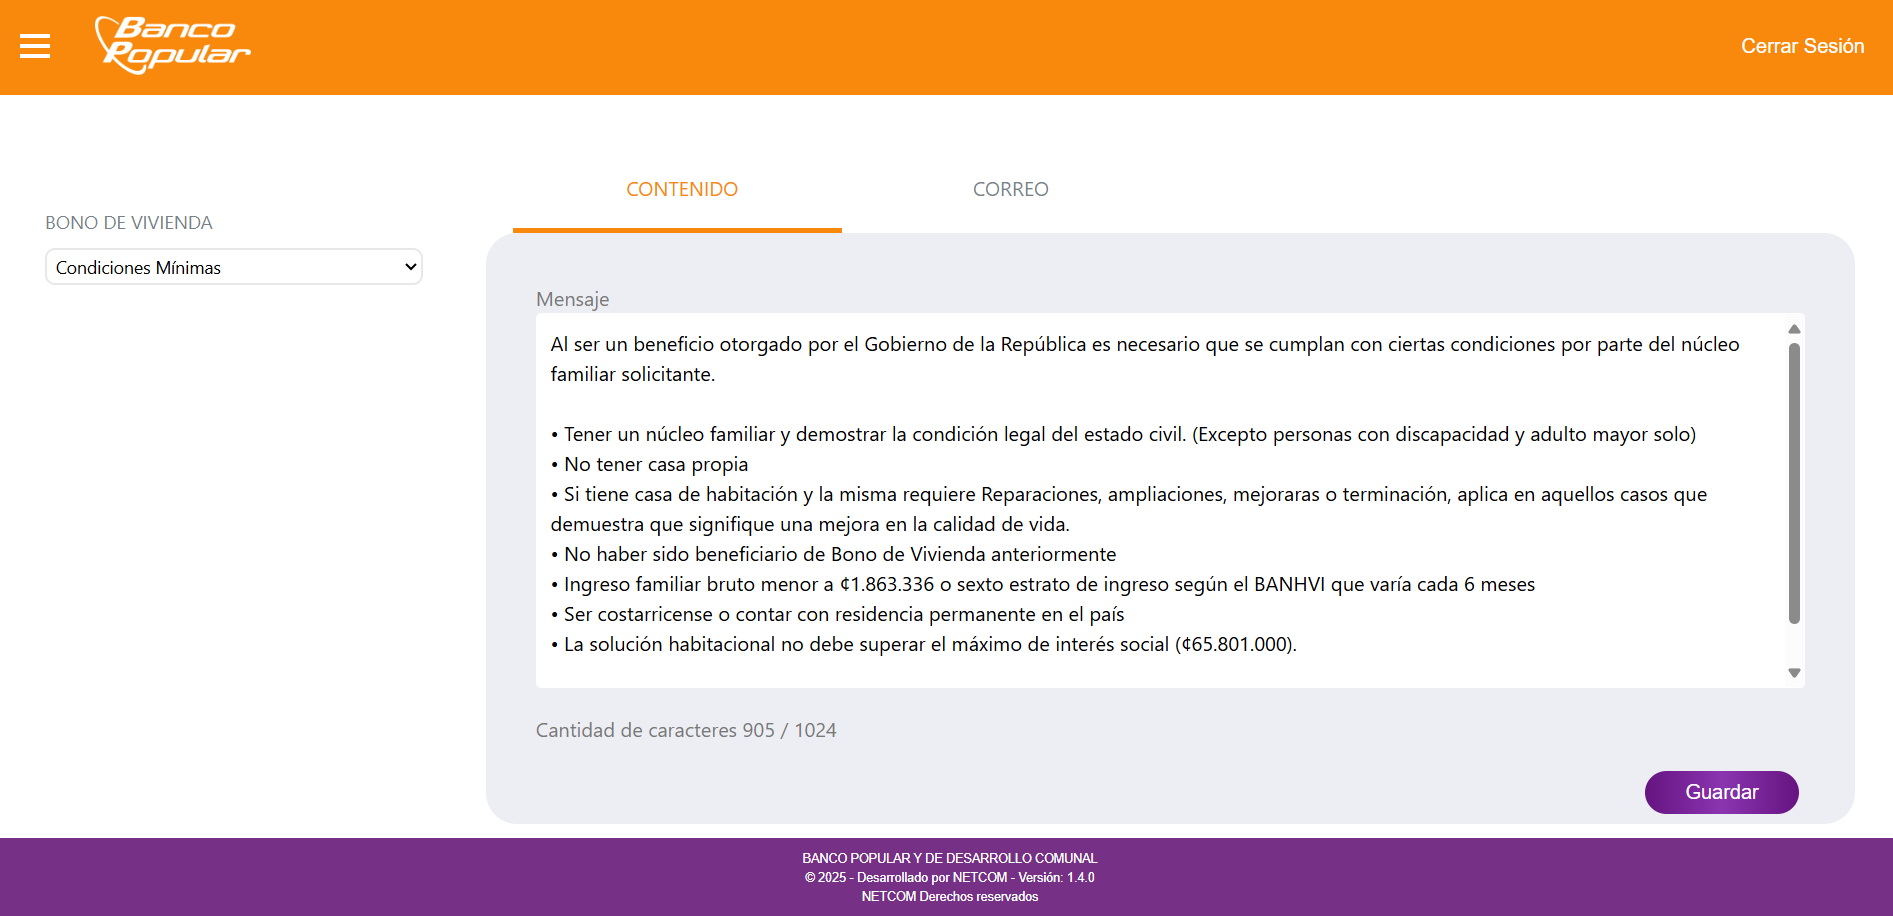 Banco
Popular
Cerrar Sesión
CONTENIDO
CORREO
BONO DE VIVIENDA
Condiciones Mínimas
Mensaje
Al ser un beneficio otorgado por el Gobierno de la República es necesario que se cumplan con ciertas condiciones por parte del núcleo
familiar solicitante.
• Tener un núcleo familiar y demostrar la condición legal del estado civil. (Excepto personas con discapacidad y adulto mayor solo)
• No tener casa propia
• Si tiene casa de habitación y la misma requiere Reparaciones, ampliaciones, mejoraras o terminación, aplica en aquellos casos que
demuestra que signifique una mejora en la calidad de vida.
• No haber sido beneficiario de Bono de Vivienda anteriormente
• Ingreso familiar bruto menor a ¢1.863.336 o sexto estrato de ingreso según el BANHVI que varía cada 6 meses
• Ser costarricense o contar con residencia permanente en el país
• La solución habitacional no debe superar el máximo de interés social (¢65.801.000).
Cantidad de caracteres 905 / 1024
Guardar
BANCO POPULAR Y DE DESARROLLO COMUNAL
© 2025 - Desarrollado por NETCOM - Versión: 1.4.0
NETCOM Derechos reservados